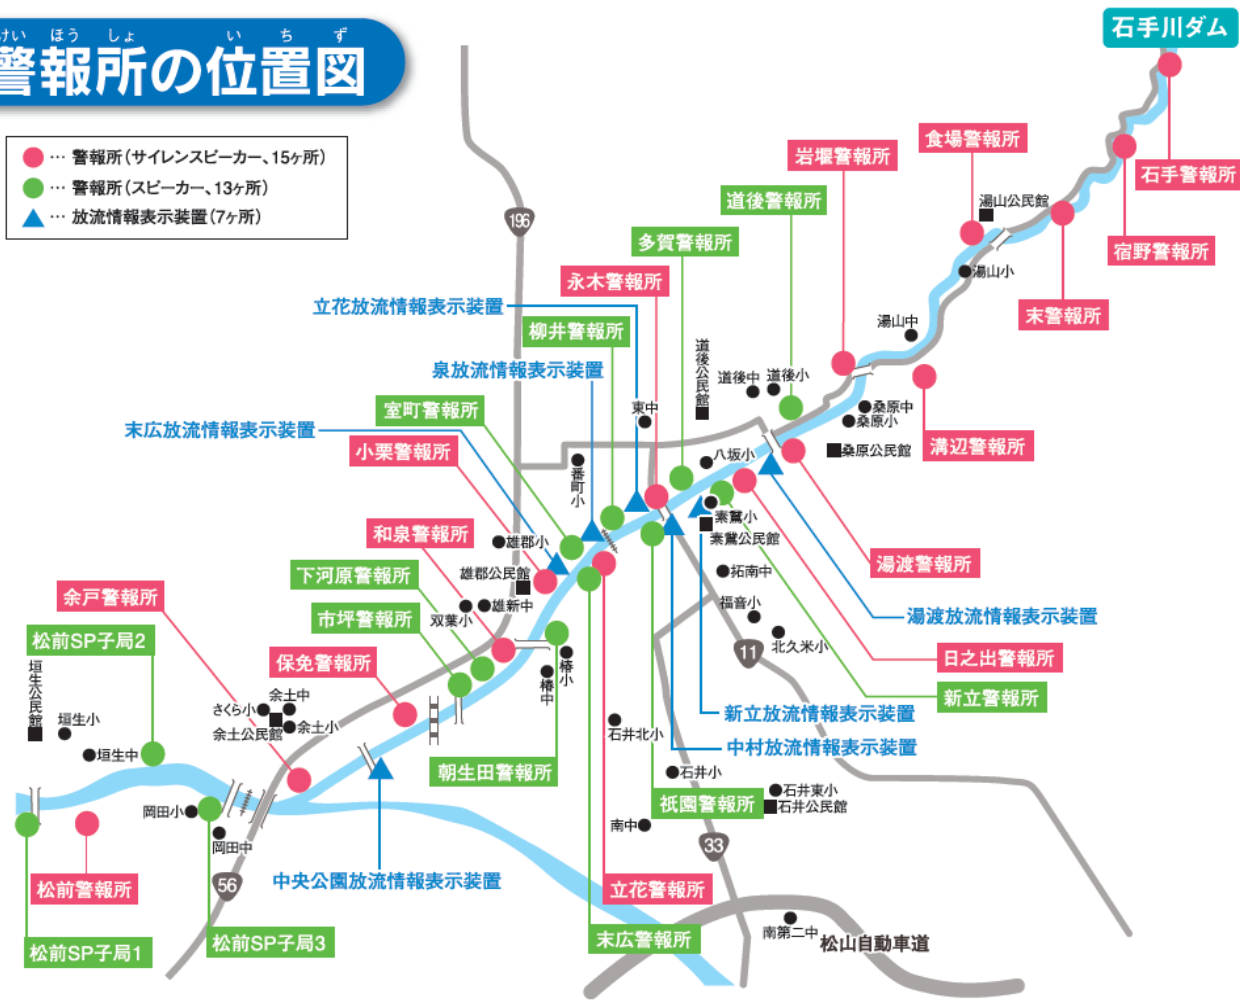 けい ほう しょ い ち ず
警報所の位置図
石手川ダム
… 警報所（サイレンスピーカー、15ヶ所）
… 警報所（スピーカー、13ヶ所）
… 放流情報表示装置（7ヶ所）
196
食場警報所
岩堰警報所
石手警報所
道後警報所
湯山公民館
多賀警報所
宿野警報所
永木警報所
湯山小
立花放流情報表示装置
末警報所
柳井警報所
湯山中
道後公民館
泉放流情報表示装置
道後中
道後小
室町警報所
東中
桑原中
桑原小
末広放流情報表示装置
小栗警報所
八坂小
桑原公民館
溝辺警報所
番町小
素鵞小
和泉警報所
雄郡小
素鵞公民館
湯渡警報所
下河原警報所
雄郡公民館
拓南中
余戸警報所
市坪警報所
双葉小
雄新中
福音小
湯渡放流情報表示装置
松前SP子局2
北久米小
11
日之出警報所
保免警報所
垣生公民館
椿小
椿中
新立警報所
さくら小
余土中
垣生小
余土公民館
余土小
新立放流情報表示装置
石井北小
垣生中
中村放流情報表示装置
朝生田警報所
石井小
石井東小
岡田小
祇園警報所
石井公民館
南中
岡田中
33
松前警報所
56
中央公園放流情報表示装置
立花警報所
松前SP子局1
松前SP子局3
末広警報所
南第二中
松山自動車道